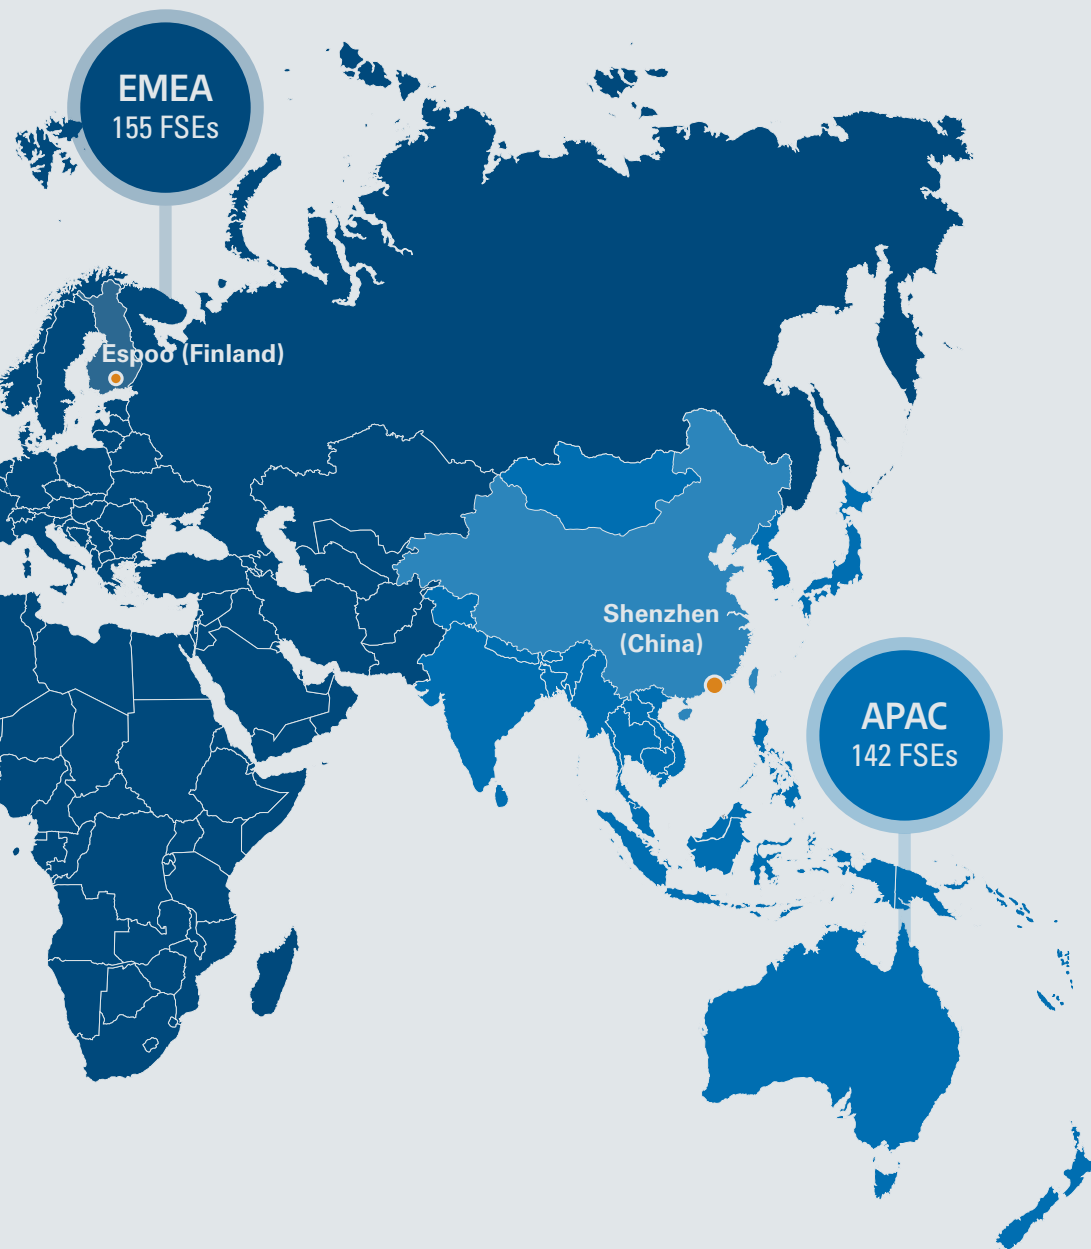 EMEA
155 FSEs
Espoo (Finland)
Shenzhen
(China)
APAC
142 FSEs